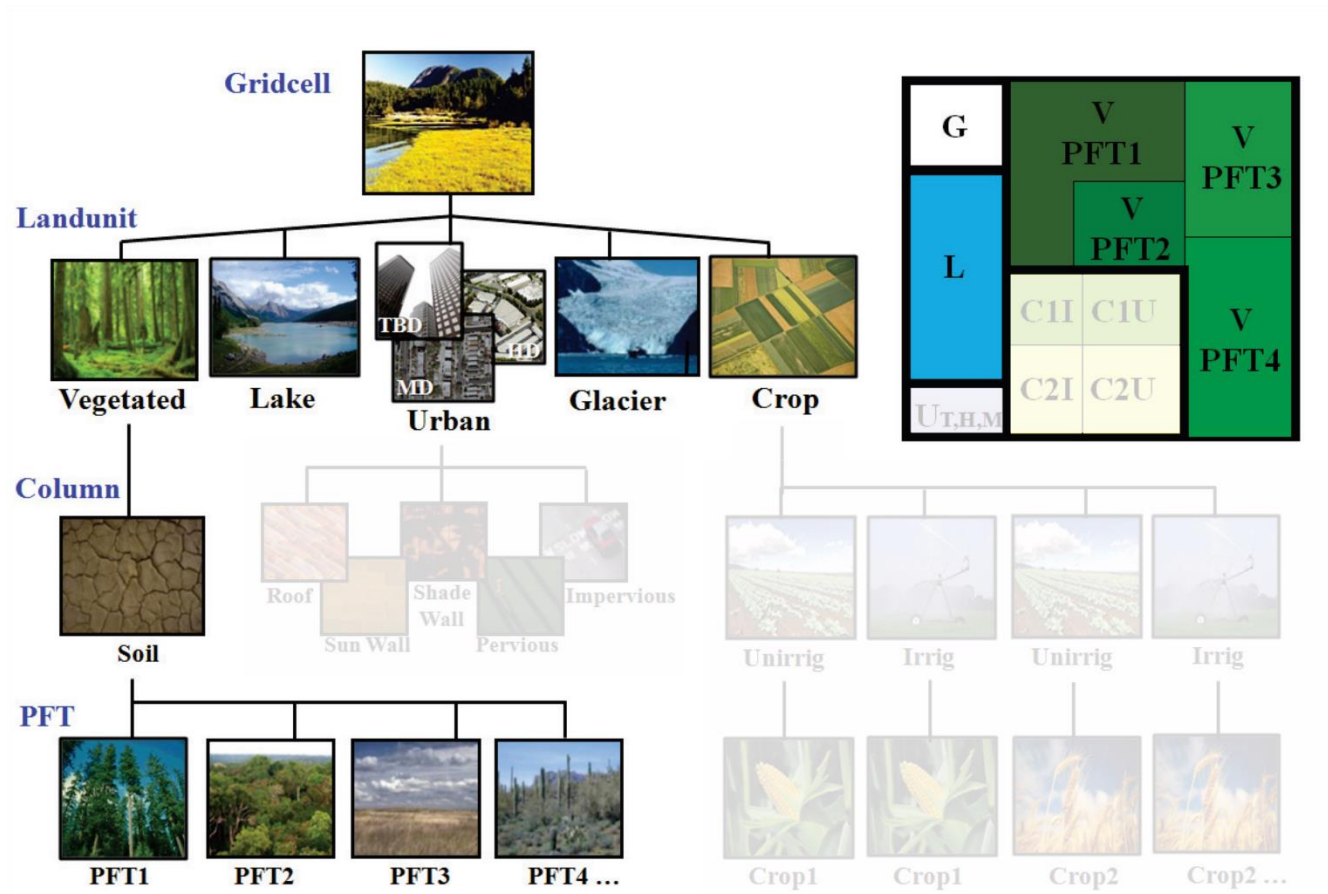 Gridcell
G
V
PFT1
V
PFT3
V
PFT2
L
C1I C1U
V
PFT4
C2I C2U
UT,H,M
Landunit
TBD
HD
MD
Vegetated
Lake
Urban
Glacier
Crop
Column
Soil
Roof
Sun Wall
Shade
Wall
Pervious
Impervious
Unirrig
Irrig
Unirrig
Irrig
PFT
PFT1
PFT2
PFT3
PFT4 ...
Crop1
Crop1
Crop2
Crop2 ...